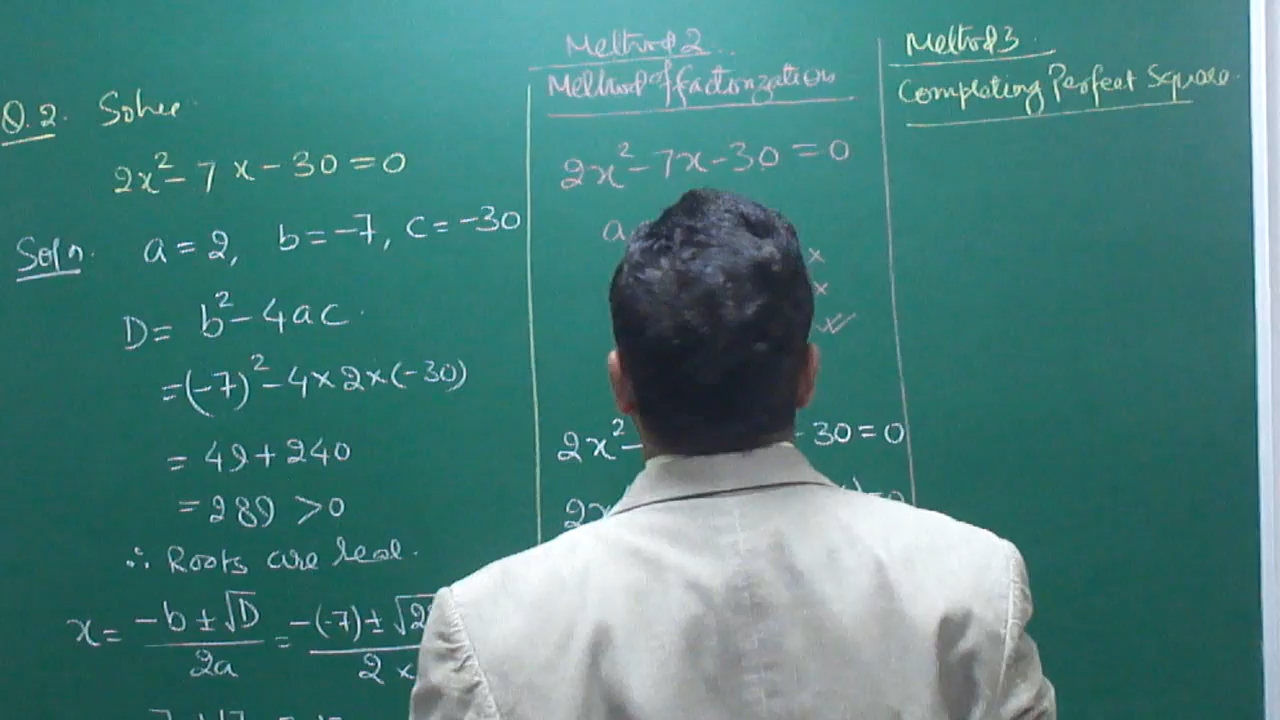 Q.2. Solve
2x² - 7x - 30 = 0
Soln. a = 2, b = -7, c = -30
D = b² - 4ac.
= (-7)² - 4×2×(-30)
= 49 + 240
= 289 > 0
∴ Roots are real.
x = (-b ± √D)/2a = (-(-7) ± √2
2 ×
Method 2
Method of factorization
2x² - 7x - 30 = 0
a
×
×
✓
2x² - - 30 = 0
2x ) = 0
Method 3.
Completing Perfect Square.